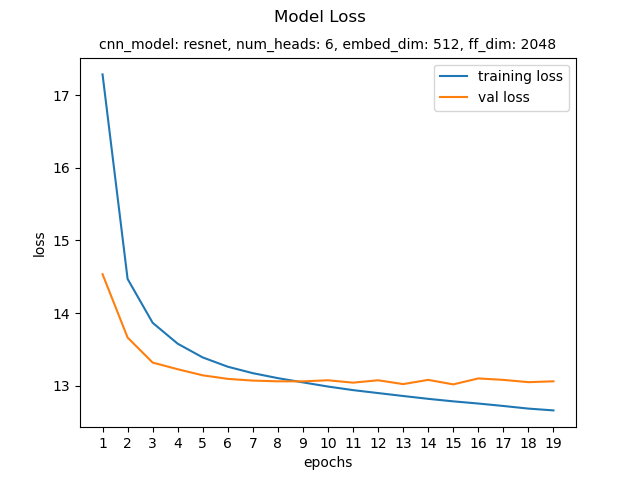 Model Loss
cnn_model: resnet, num_heads: 6, embed_dim: 512, ff_dim: 2048
training loss
val loss
17
16
15
14
13
loss
1 2 3 4 5 6 7 8 9 10 11 12 13 14 15 16 17 18 19
epochs